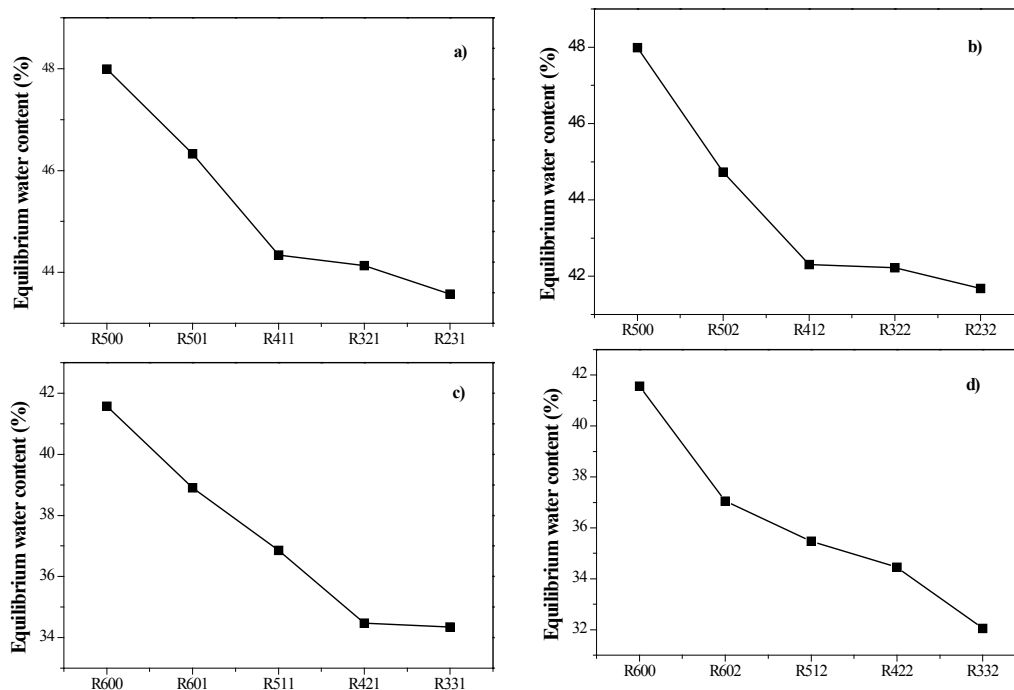 a)
Equilibrium water content (%)
48
46
44
R500 R501 R411 R321 R231
b)
Equilibrium water content (%)
48
46
44
42
R500 R502 R412 R322 R232
c)
Equilibrium water content (%)
42
40
38
36
34
R600 R601 R511 R421 R331
d)
Equilibrium water content (%)
42
40
38
36
34
32
R600 R602 R512 R422 R332